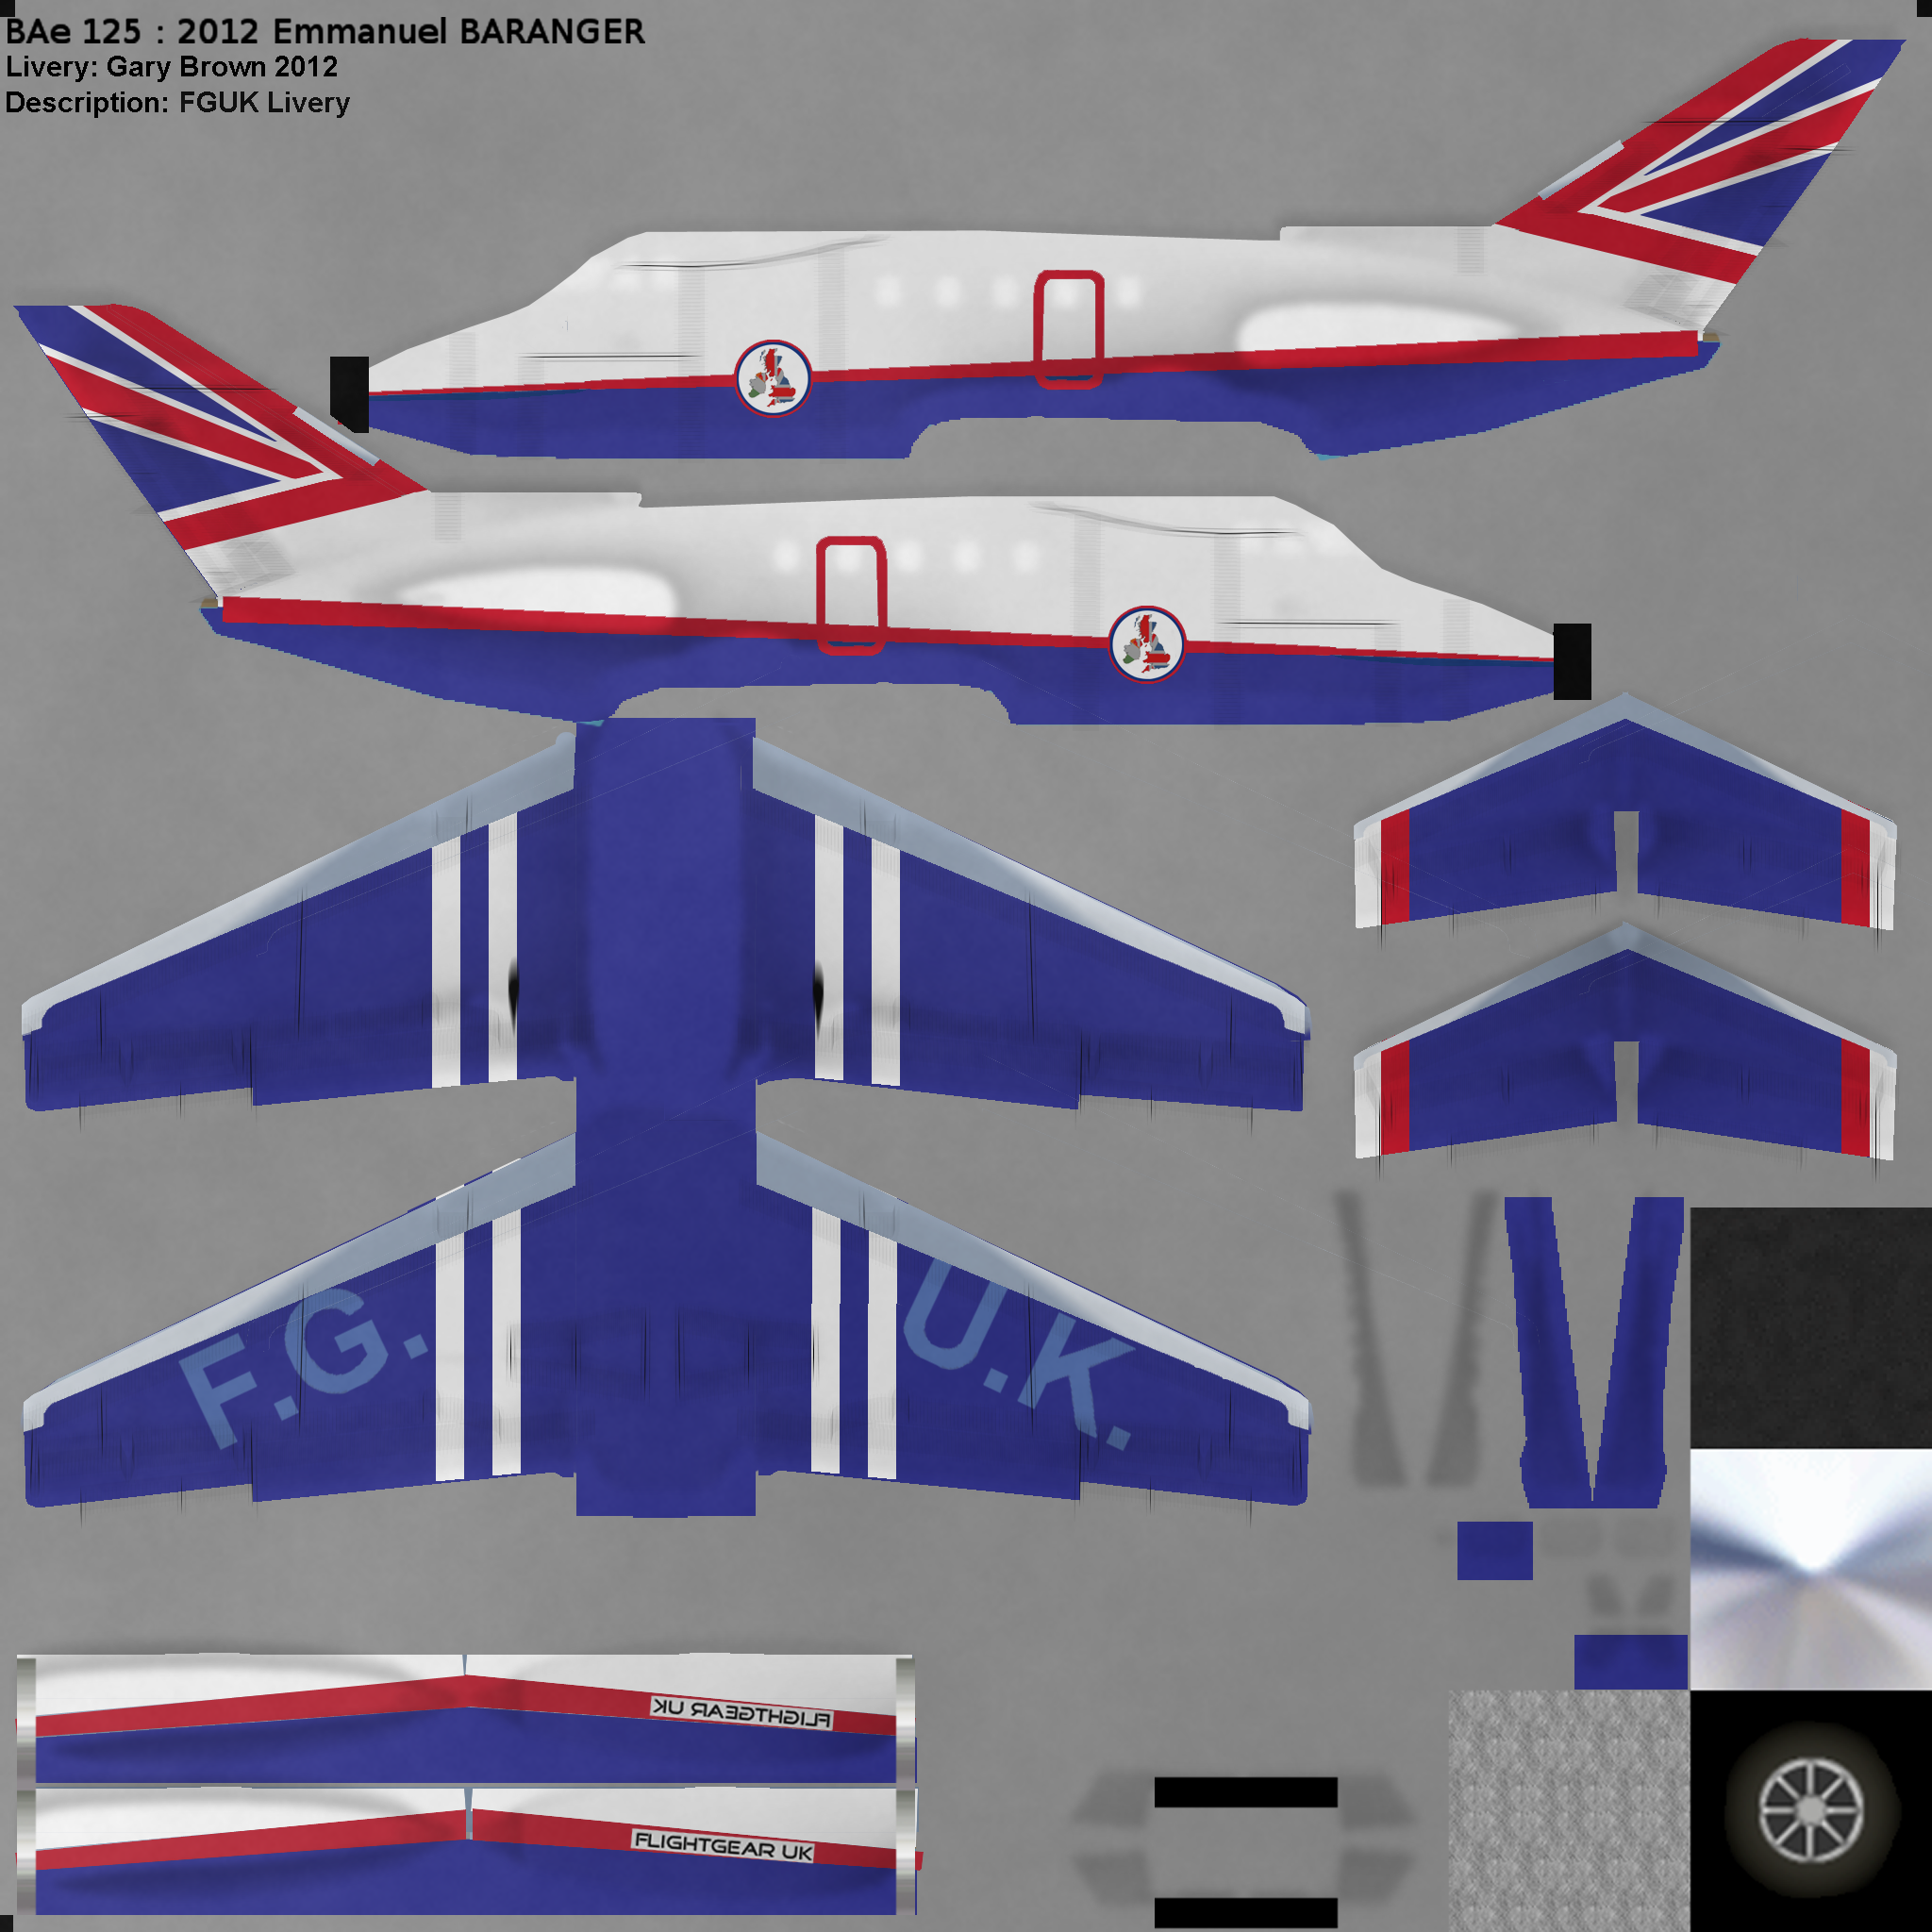 BAe 125 : 2012 Emmanuel BARANGER
Livery: Gary Brown 2012
Description: FGUK Livery
F.G. U.K.
FLIGHTGEAR UK
FLIGHTGEAR UK